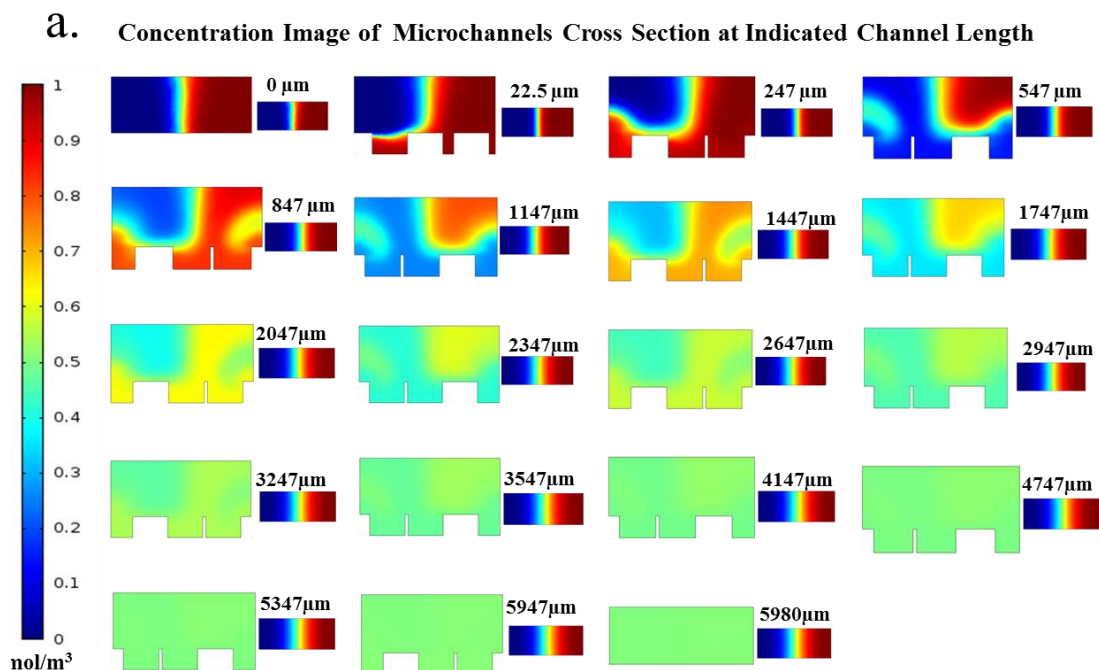 a.
Concentration Image of Microchannels Cross Section at Indicated Channel Length
0 μm
22.5 μm
247 μm
547 μm
847 μm
1147μm
1447μm
1747μm
2047μm
2347μm
2647μm
2947μm
3247μm
3547μm
4147μm
4747μm
5347μm
5947μm
5980μm
1
0.9
0.8
0.7
0.6
0.5
0.4
0.3
0.2
0.1
0
nol/m³